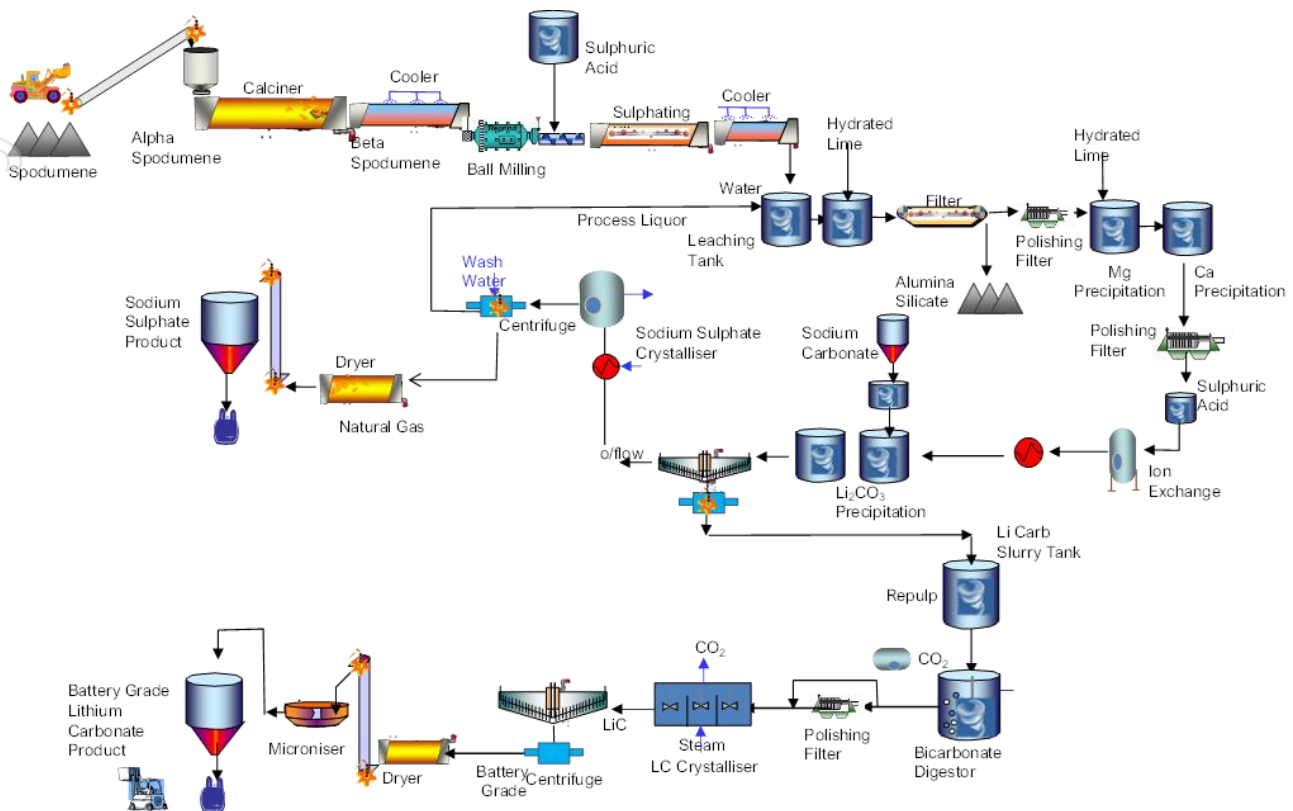 Sulphuric
Acid
Calciner
Cooler
Sulphating
Cooler
Alpha
Spodumene
Beta
Spodumene
Ball Milling
Spodumene
Hydrated
Lime
Hydrated
Lime
Water
Process Liquor
Leaching
Tank
Filter
Polishing
Filter
Mg
Precipitation
Ca
Precipitation
Alumina
Silicate
Wash
Water
Centrifuge
Sodium
Sulphate
Product
Sodium Sulphate
Crystalliser
Sodium
Carbonate
Polishing
Filter
Dryer
Natural Gas
Sulphuric
Acid
o/flow
Li₂CO₃
Precipitation
Ion
Exchange
Li Carb
Slurry Tank
Repulp
CO₂
CO₂
Battery Grade
Lithium
Carbonate
Product
Microniser
Dryer
Battery
Grade
Centrifuge
LiC
Steam
LC Crystalliser
Polishing
Filter
Bicarbonate
Digestor